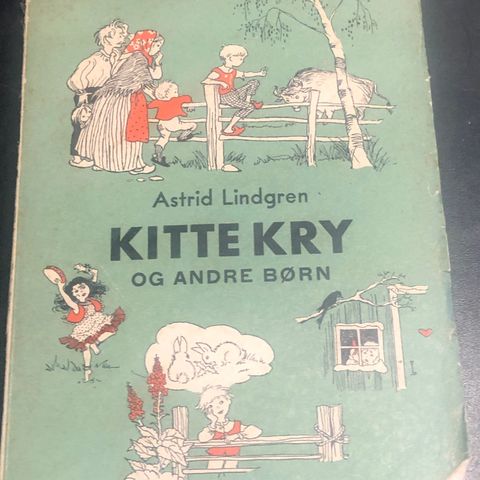 Astrid Lindgren
KITTE KRY
OG ANDRE BØRN